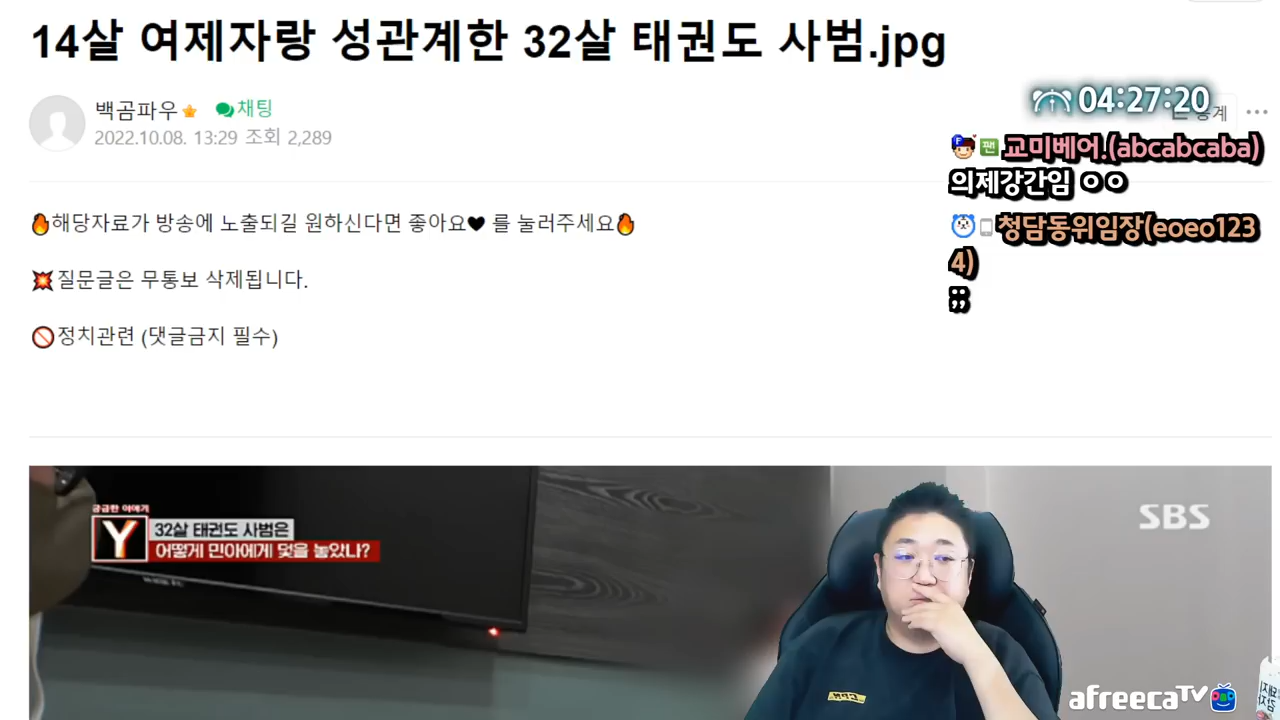 14살 여제자랑 성관계한 32살 태권도 사범.jpg
백곰파우 채팅
2022.10.08. 13:29 조회 2,289
04:27:20
교미베어.(abcabcaba)
의제강간임 ㅇㅇ
청담동위임장(eoeo123
4)
;;
해당자료가 방송에 노출되길 원하신다면 좋아요🖤 를 눌러주세요
질문글은 무통보 삭제됩니다.
정치관련 (댓글금지 필수)
궁금한 이야기
Y
32살 태권도 사범은
어떻게 민아에게 덫을 놓았나?
SBS
afreecaTV